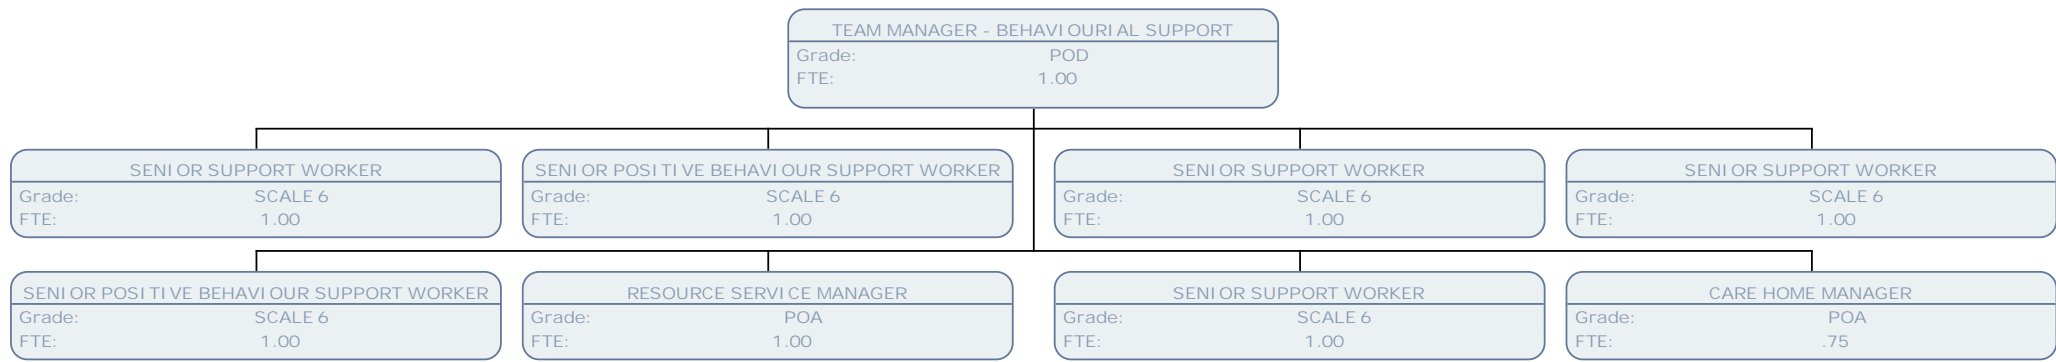 TEAM MANAGER - BEHAVIOURIAL SUPPORT
Grade: POD
FTE: 1.00
SENIOR SUPPORT WORKER
Grade: SCALE 6
FTE: 1.00
SENIOR POSITIVE BEHAVIOUR SUPPORT WORKER
Grade: SCALE 6
FTE: 1.00
SENIOR SUPPORT WORKER
Grade: SCALE 6
FTE: 1.00
SENIOR SUPPORT WORKER
Grade: SCALE 6
FTE: 1.00
SENIOR POSITIVE BEHAVIOUR SUPPORT WORKER
Grade: SCALE 6
FTE: 1.00
RESOURCE SERVICE MANAGER
Grade: POA
FTE: 1.00
SENIOR SUPPORT WORKER
Grade: SCALE 6
FTE: 1.00
CARE HOME MANAGER
Grade: POA
FTE: .75